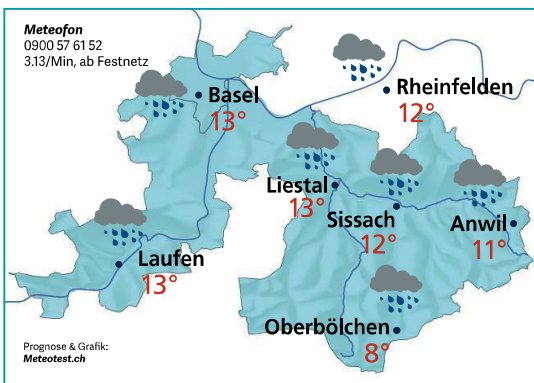 Meteofon
0900 57 61 52
3.13/Min, ab Festnetz
Basel
13°
Rheinfelden
12°
Liestal
13°
Sissach
12°
Anwil
11°
Laufen
13°
Oberbölchen
8°
Prognose & Grafik:
Meteotest.ch